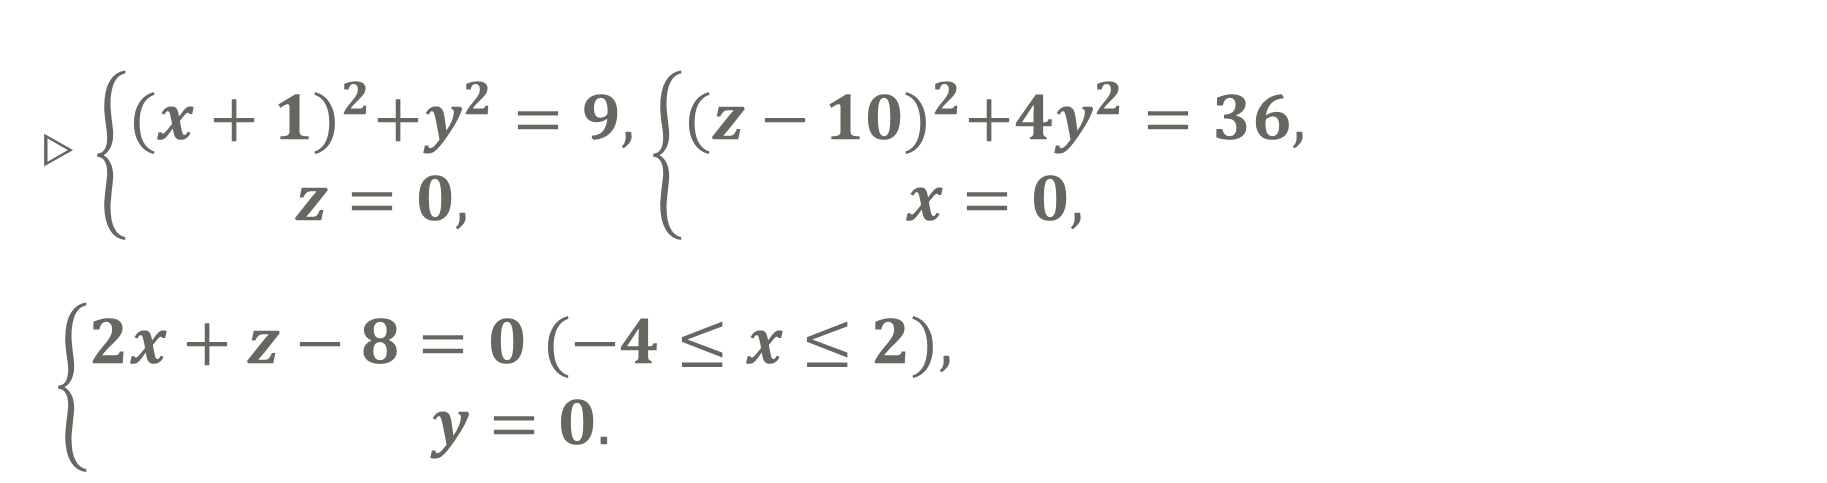 ▷ {(x + 1)²+y² = 9, {(z − 10)²+4y² = 36,
z = 0, x = 0,
{2x + z − 8 = 0 (−4 ≤ x ≤ 2),
y = 0.